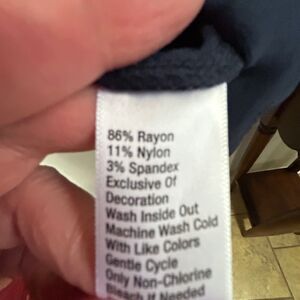 86% Rayon
11% Nylon
3% Spandex
Exclusive Of
Decoration
Wash Inside Out
Machine Wash Cold
With Like Colors
Gentle Cycle
Only Non-Chlorine
Bleach If Needed